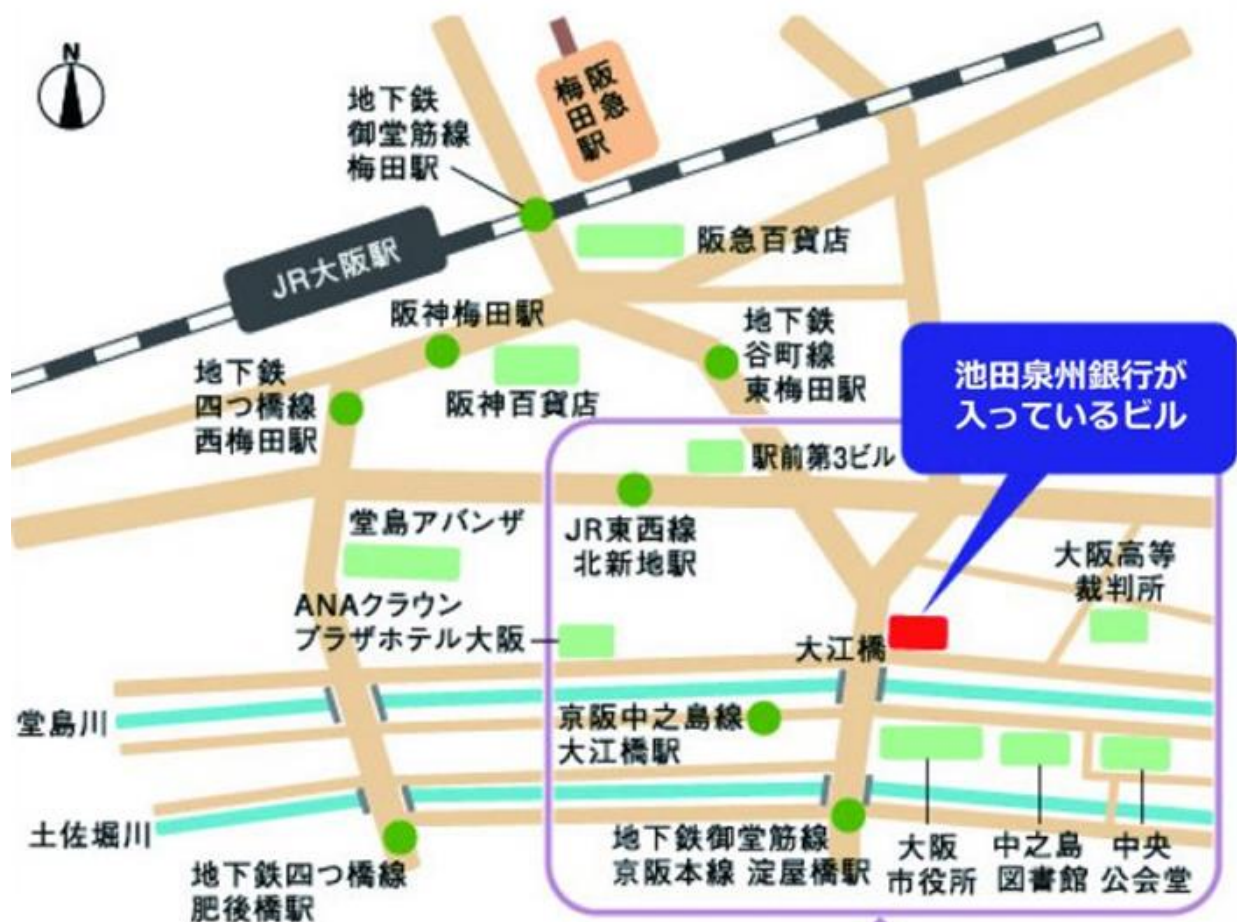 N
地下鉄
御堂筋線
梅田駅
阪急
梅田駅
JR大阪駅
阪急百貨店
阪神梅田駅
地下鉄
四つ橋線
西梅田駅
阪神百貨店
地下鉄
谷町線
東梅田駅
池田泉州銀行が
入っているビル
駅前第3ビル
堂島アバンザ
JR東西線
北新地駅
大阪高等
裁判所
ANAクラウン
プラザホテル大阪
大江橋
堂島川
京阪中之島線
大江橋駅
土佐堀川
地下鉄四つ橋線
肥後橋駅
地下鉄御堂筋線
京阪本線 淀屋橋駅
大阪
市役所
中之島
図書館
中央
公会堂